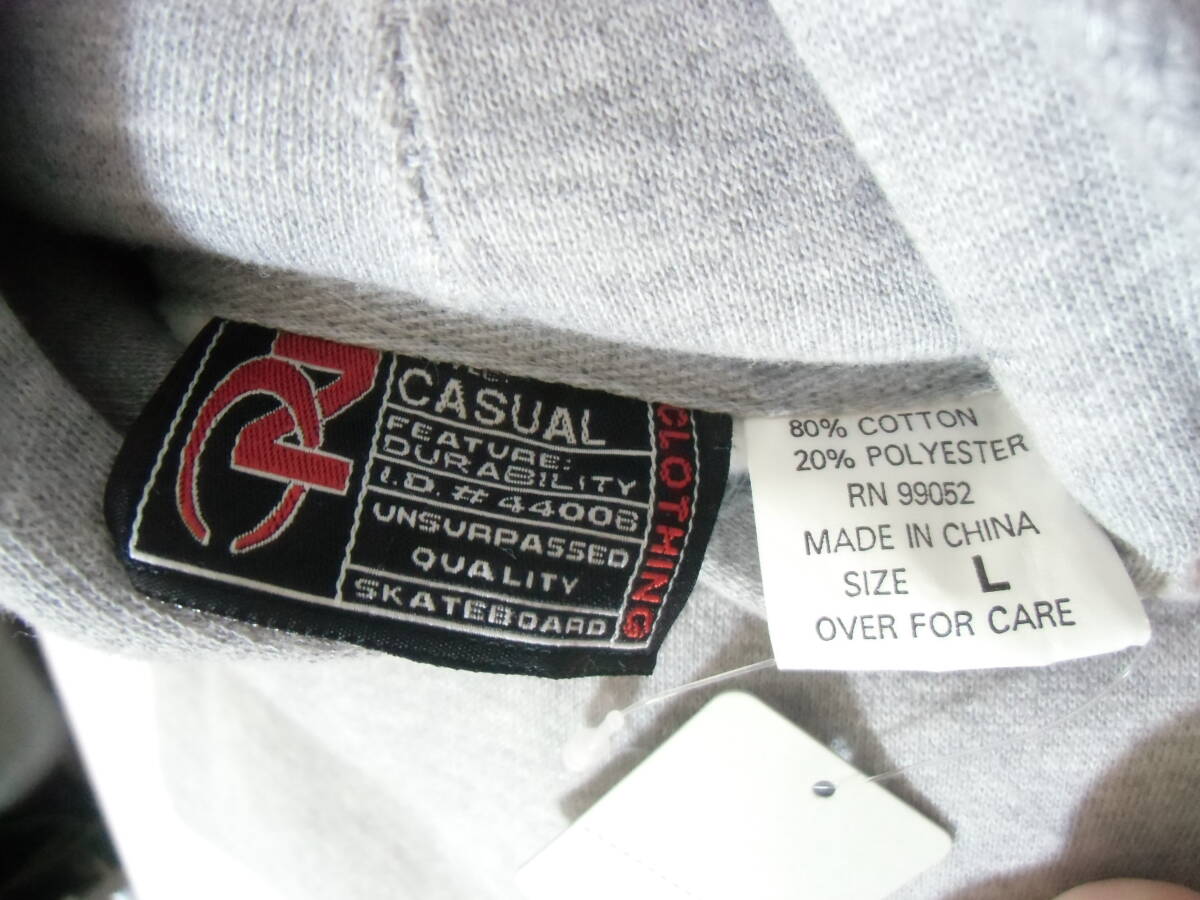 CASUAL
FEATURE:
DURABILITY
I.D. # 44008
UNSURPASSED
QUALITY
SKATEBOARD
CLOTHING
80% COTTON
20% POLYESTER
RN 99052
MADE IN CHINA
SIZE L
OVER FOR CARE